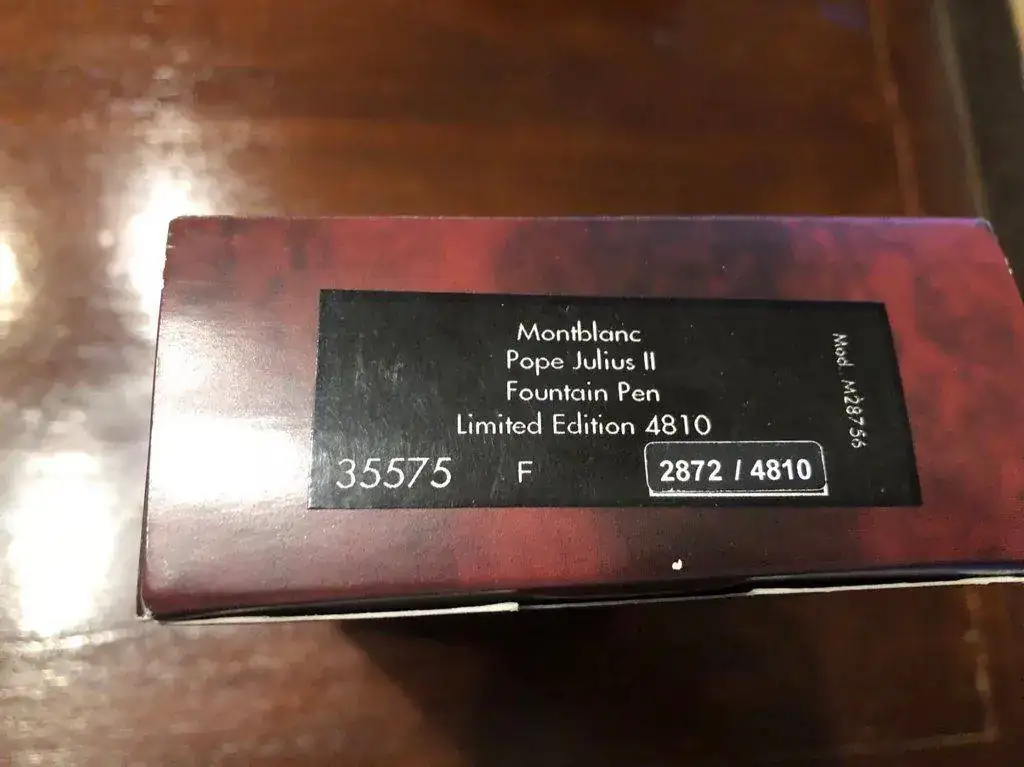 Montblanc
Pope Julius II
Fountain Pen
Limited Edition 4810
35575 F 2872 / 4810
Mod. M28756